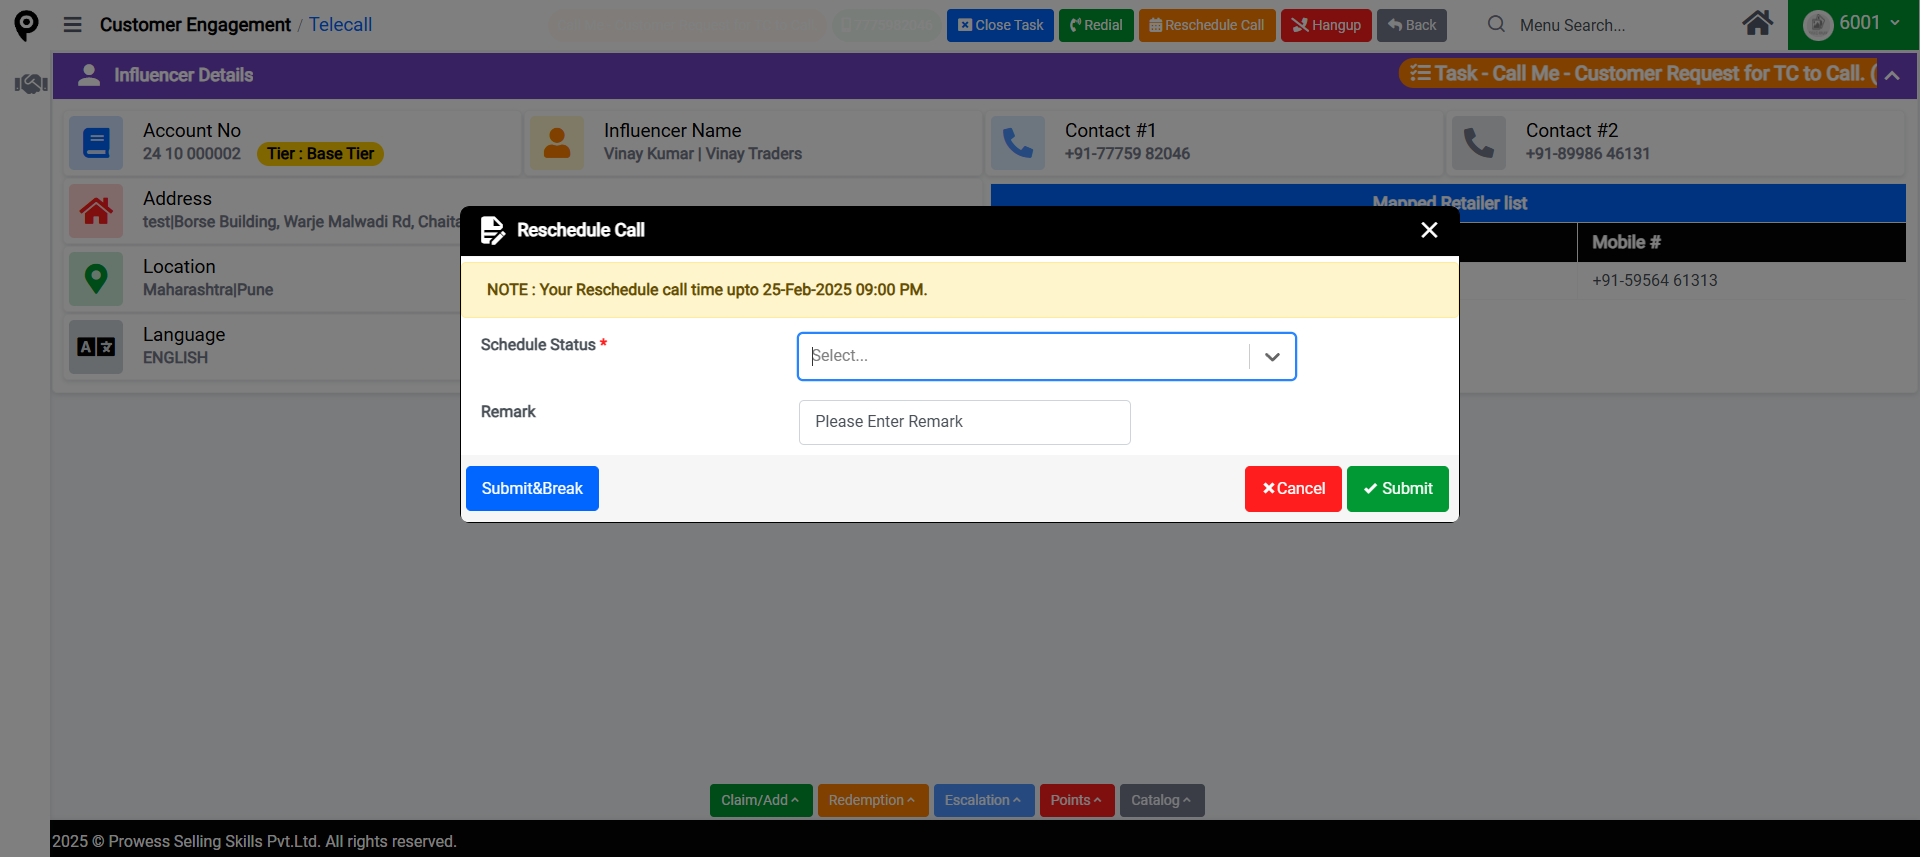 Customer Engagement / Telecall
Close Task
Redial
Reschedule Call
Hangup
Back
Menu Search...
6001
Influencer Details
Task - Call Me - Customer Request for TC to Call. (
Account No
24 10 000002
Tier : Base Tier
Influencer Name
Vinay Kumar | Vinay Traders
Contact #1
+91-77759 82046
Contact #2
+91-89986 46131
Address
test|Borse Building, Warje Malwadi Rd, Chaita
Mapped Retailer list
Mobile #
+91-59564 61313
Location
Maharashtra|Pune
Language
ENGLISH
Reschedule Call
NOTE : Your Reschedule call time upto 25-Feb-2025 09:00 PM.
Schedule Status *
Select...
Remark
Please Enter Remark
Submit&Break
Cancel
Submit
Claim/Add
Redemption
Escalation
Points
Catalog
2025 © Prowess Selling Skills Pvt.Ltd. All rights reserved.